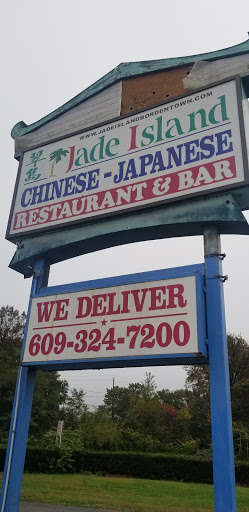 WWW.JADEISLANDBORDENTOWN.COM
翠島
Jade Island
CHINESE - JAPANESE
RESTAURANT & BAR
WE DELIVER
609-324-7200